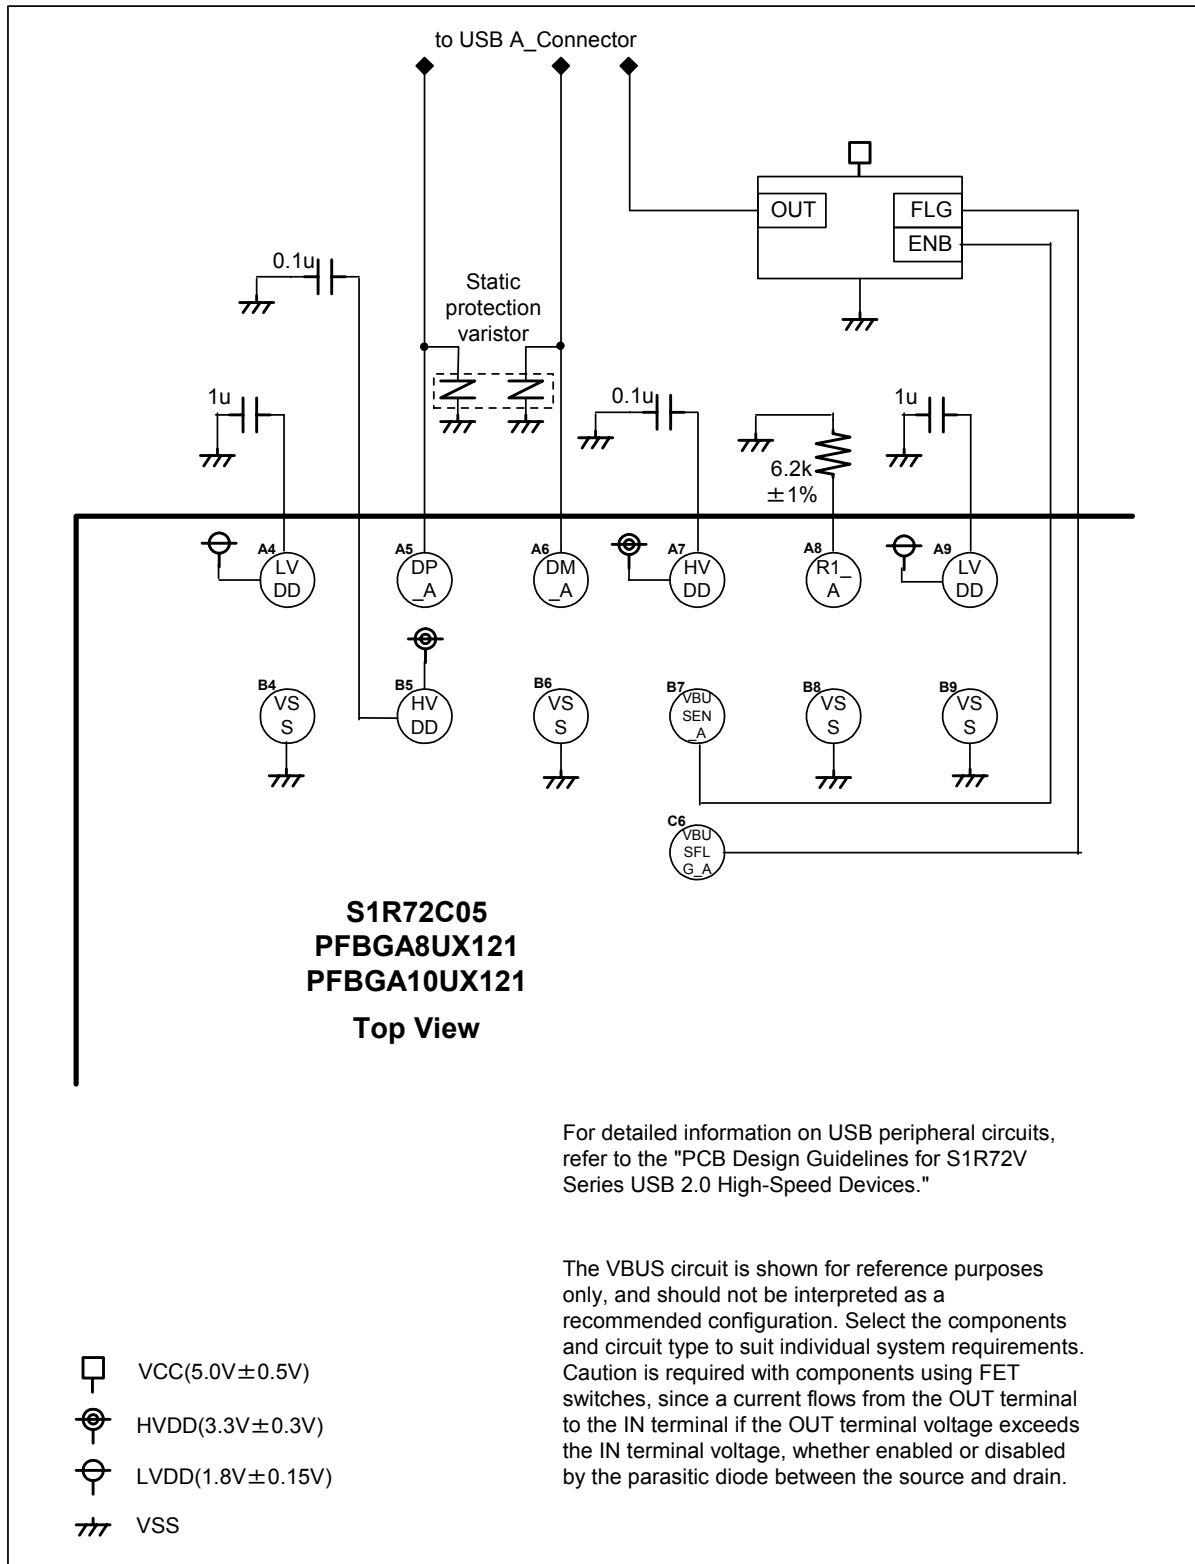 to USB A_Connector
OUT
FLG
ENB
0.1u
Static
protection
varistor
1u
0.1u
1u
6.2k
±1%
A4
LV
DD
A5
DP
_A
A6
DM
_A
A7
HV
DD
A8
R1_
A
A9
LV
DD
B4
VS
S
B5
HV
DD
B6
VS
S
B7
VBU
SEN
_A
B8
VS
S
B9
VS
S
C6
VBU
SFL
G_A
S1R72C05
PFBGA8UX121
PFBGA10UX121
Top View
For detailed information on USB peripheral circuits,
refer to the "PCB Design Guidelines for S1R72V
Series USB 2.0 High-Speed Devices."
The VBUS circuit is shown for reference purposes
only, and should not be interpreted as a
recommended configuration. Select the components
and circuit type to suit individual system requirements.
Caution is required with components using FET
switches, since a current flows from the OUT terminal
to the IN terminal if the OUT terminal voltage exceeds
the IN terminal voltage, whether enabled or disabled
by the parasitic diode between the source and drain.
VCC(5.0V±0.5V)
HVDD(3.3V±0.3V)
LVDD(1.8V±0.15V)
VSS